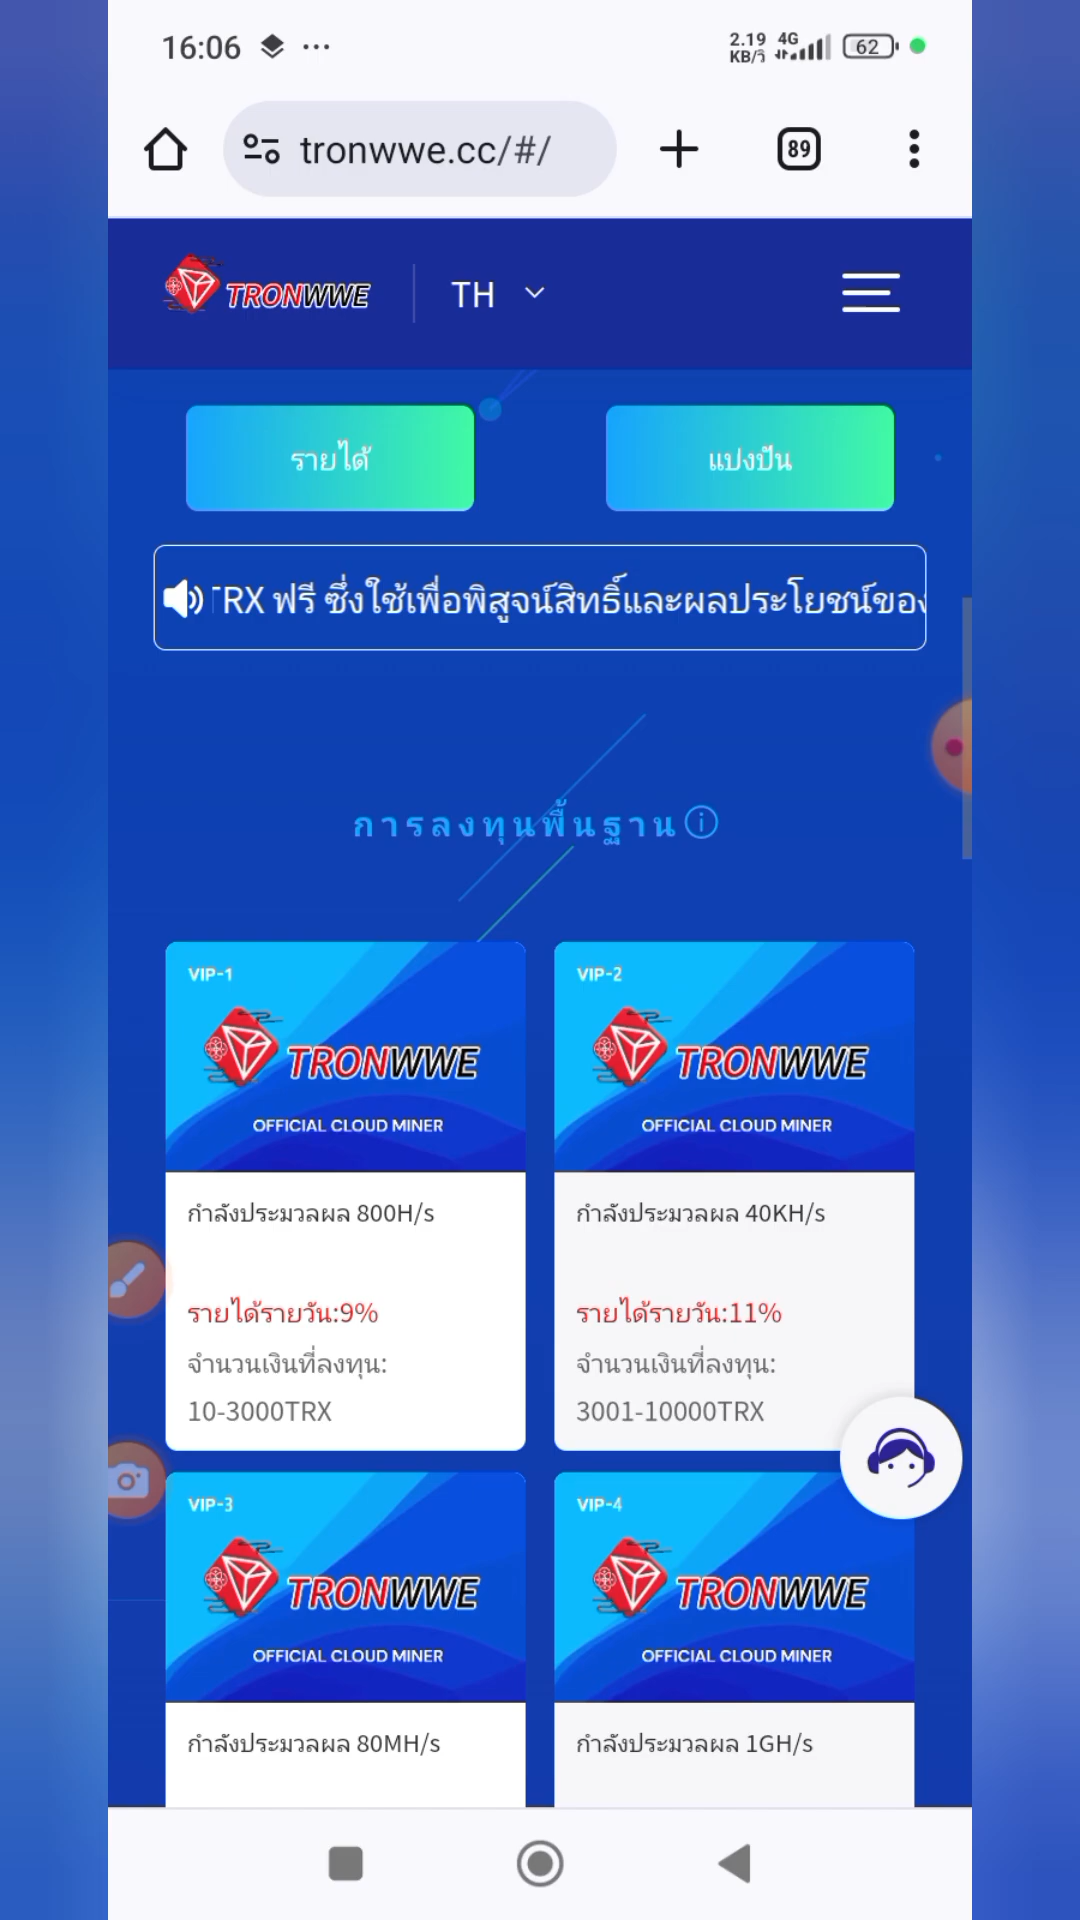 16:06
2.19
KB/วิ
4G
62
tronwwe.cc/#/
89
TRONWWE
TH
รายได้
แบ่งปัน
TRX ฟรี ซึ่งใช้เพื่อพิสูจน์สิทธิ์และผลประโยชน์ของ
การลงทุนพื้นฐาน
VIP-1
TRONWWE
OFFICIAL CLOUD MINER
กำลังประมวลผล 800H/s
รายได้รายวัน:9%
จำนวนเงินที่ลงทุน:
10-3000TRX
VIP-2
TRONWWE
OFFICIAL CLOUD MINER
กำลังประมวลผล 40KH/s
รายได้รายวัน:11%
จำนวนเงินที่ลงทุน:
3001-10000TRX
VIP-3
TRONWWE
OFFICIAL CLOUD MINER
กำลังประมวลผล 80MH/s
VIP-4
TRONWWE
OFFICIAL CLOUD MINER
กำลังประมวลผล 1GH/s